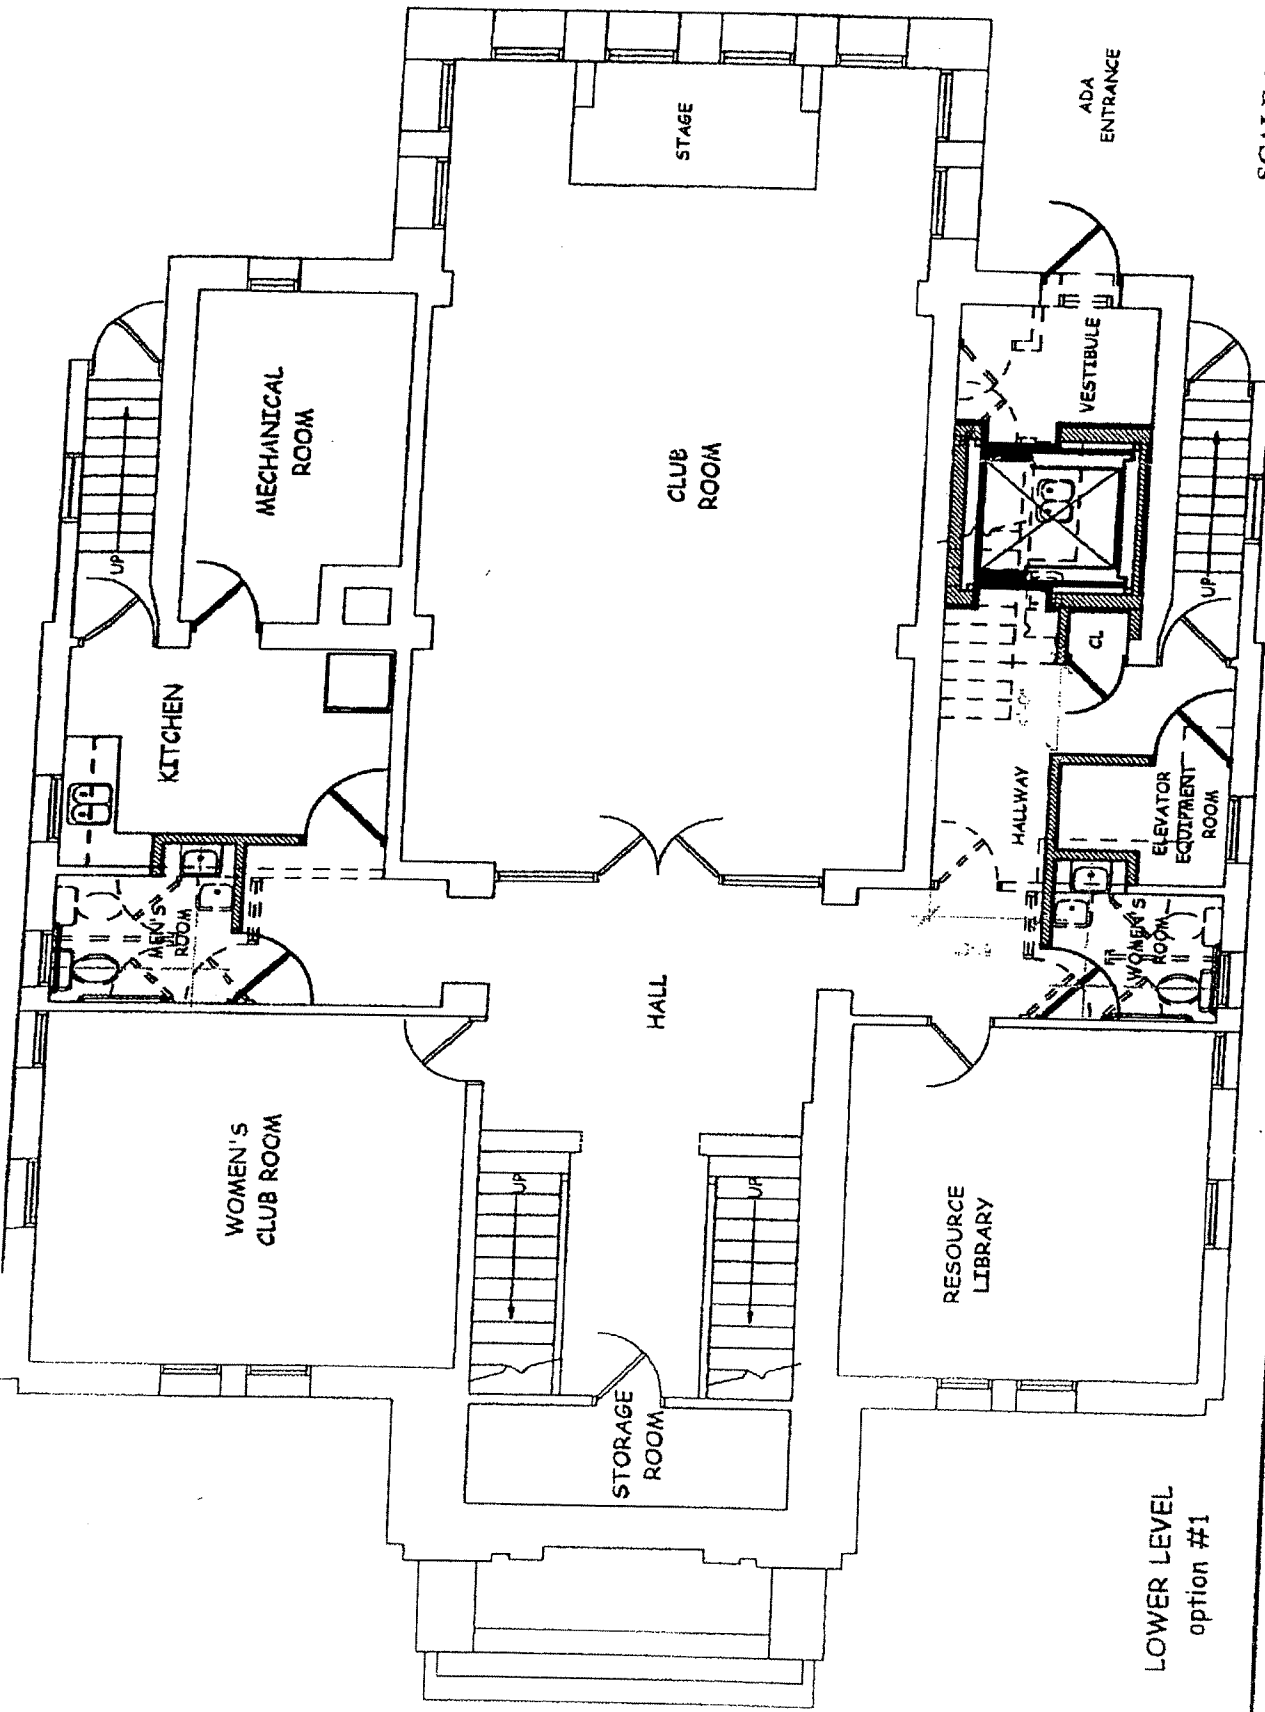 ADA
ENTRANCE
STAGE
VESTIBULE
MECHANICAL
ROOM
CLUB
ROOM
UP
UP
CL
KITCHEN
HALLWAY
ELEVATOR
EQUIPMENT
ROOM
MEN'S
ROOM
WOMEN'S
ROOM
HALL
WOMEN'S
CLUB ROOM
UP
UP
RESOURCE
LIBRARY
STORAGE
ROOM
LOWER LEVEL
option #1